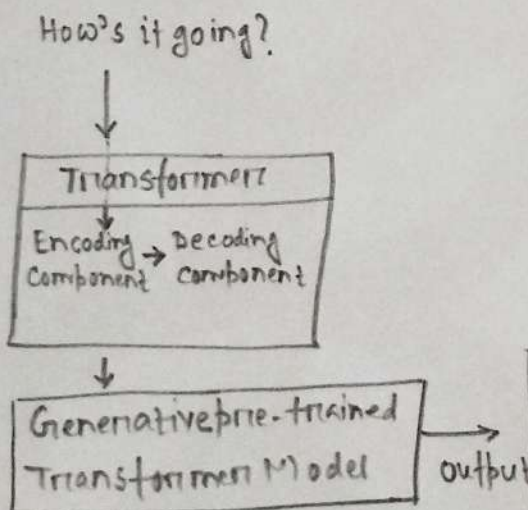 How's it going?
Transformer
Encoding → Decoding
Component component
Generative pre-trained
Transformer Model
output